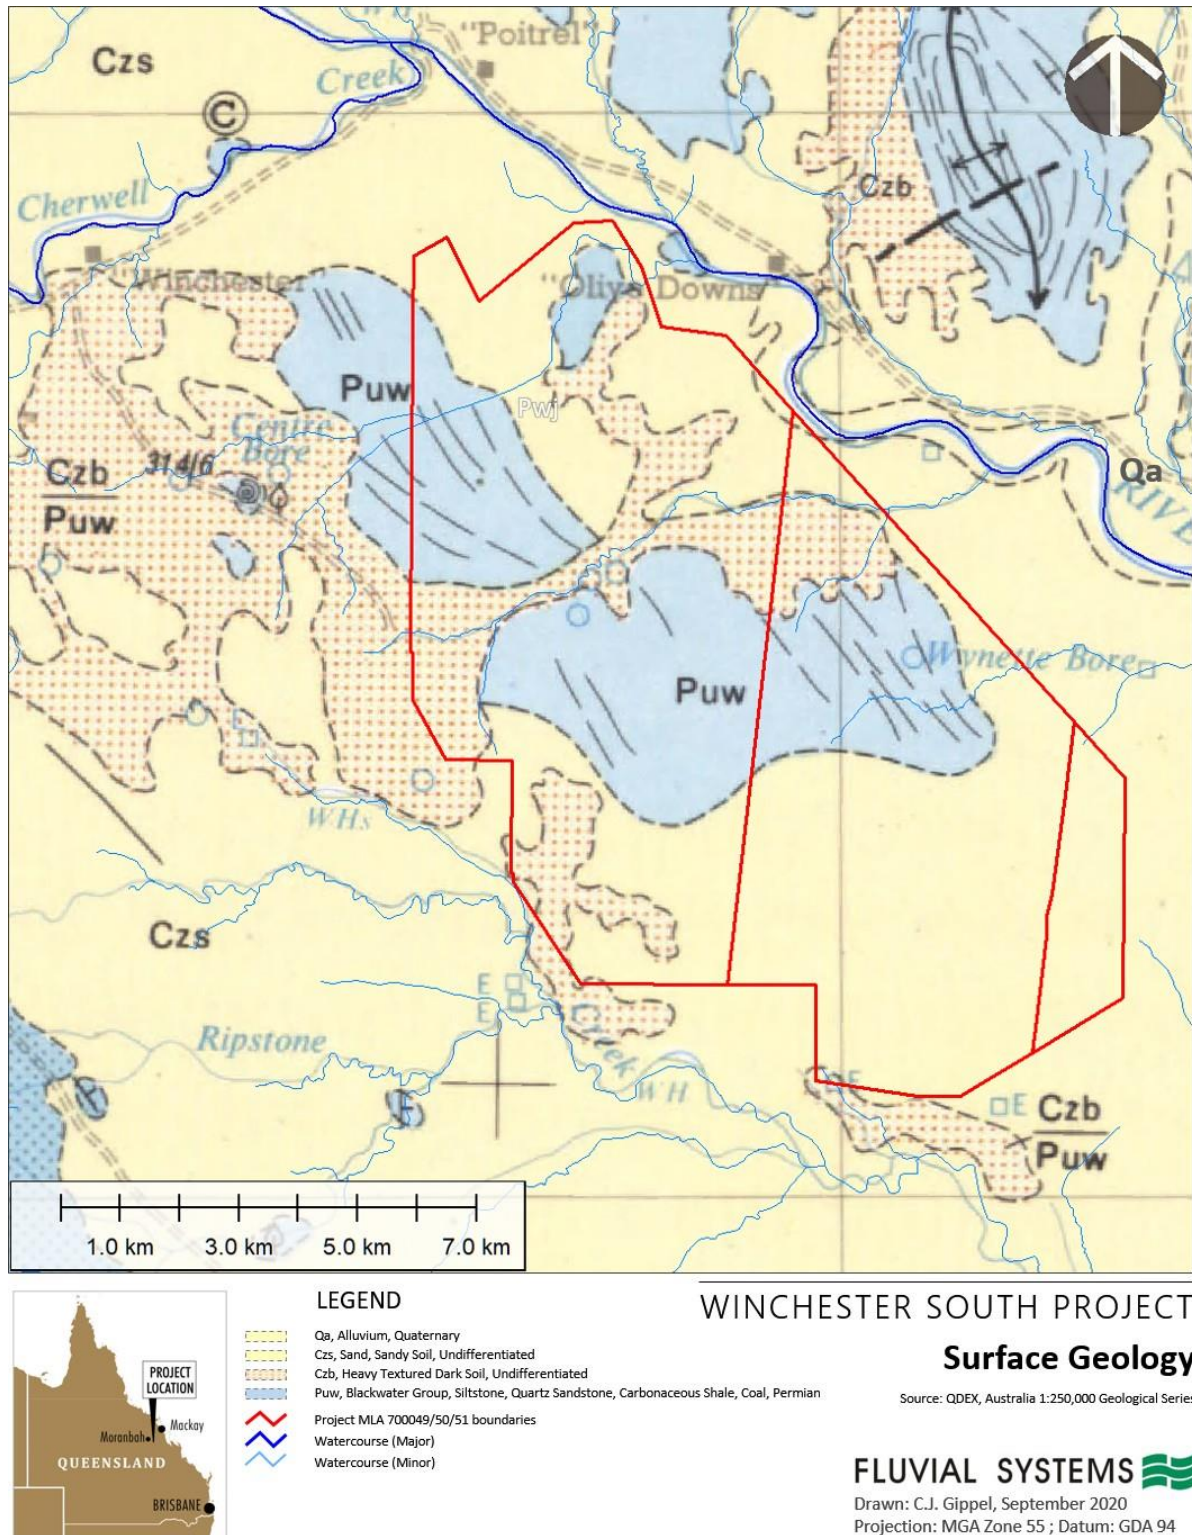 "Poitrel"
Czs
Creek
C
Cherwell
Czb
"Winchester
"Olive Downs"
Puw
Pwj
Centre
Bore
314/6
Czb
Puw
Qa
RIVE
Wynette Bore
Puw
E
WHs
Czs
E
E
Ripstone
Creek
WH
E
E
Czb
Puw
1.0 km
3.0 km
5.0 km
7.0 km
LEGEND
Qa, Alluvium, Quaternary
Czs, Sand, Sandy Soil, Undifferentiated
Czb, Heavy Textured Dark Soil, Undifferentiated
Puw, Blackwater Group, Siltstone, Quartz Sandstone, Carbonaceous Shale, Coal, Permian
Project MLA 700049/50/51 boundaries
Watercourse (Major)
Watercourse (Minor)
PROJECT
LOCATION
Mackay
Moranbah
QUEENSLAND
BRISBANE
WINCHESTER SOUTH PROJECT
Surface Geology
Source: QDEX, Australia 1:250,000 Geological Series
FLUVIAL SYSTEMS
Drawn: C.J. Gippel, September 2020
Projection: MGA Zone 55 ; Datum: GDA 94